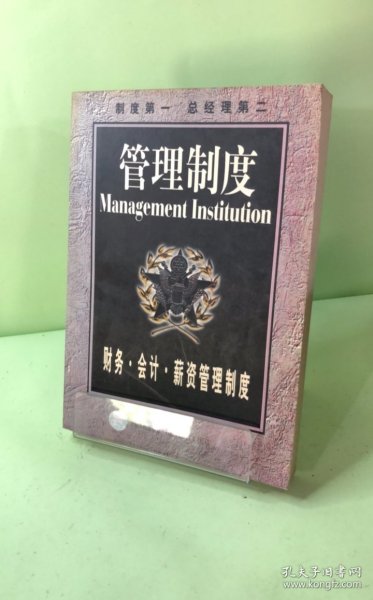 制度第一 总经理第二
管理制度
Management Institution
财务·会计·薪资管理制度
孔夫子旧书网
www.kongfz.com